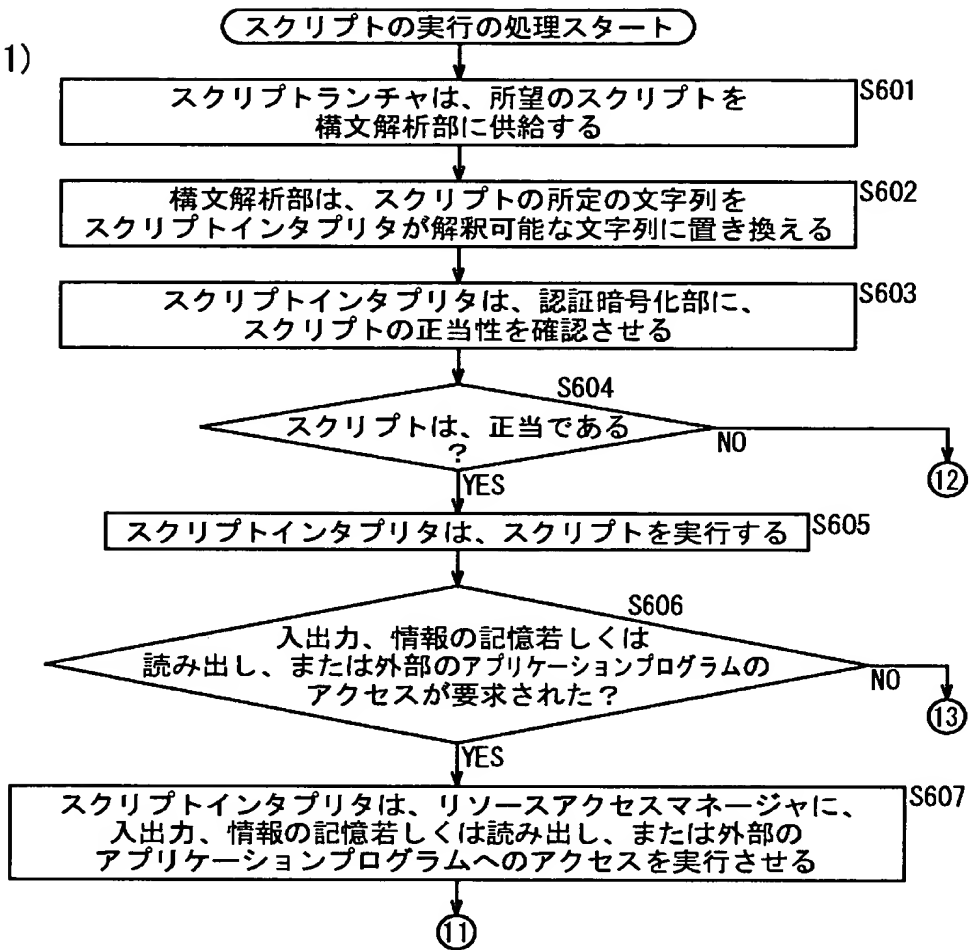 スクリプトの実行の処理スタート
1)
スクリプトランチャは、所望のスクリプトを
構文解析部に供給する
S601
構文解析部は、スクリプトの所定の文字列を
スクリプトインタプリタが解釈可能な文字列に置き換える
S602
スクリプトインタプリタは、認証暗号化部に、
スクリプトの正当性を確認させる
S603
S604
スクリプトは、正当である
?
NO
12
YES
スクリプトインタプリタは、スクリプトを実行する
S605
S606
入出力、情報の記憶若しくは
読み出し、または外部のアプリケーションプログラムの
アクセスが要求された?
NO
13
YES
スクリプトインタプリタは、リソースアクセスマネージャに、
入出力、情報の記憶若しくは読み出し、または外部の
アプリケーションプログラムへのアクセスを実行させる
S607
11